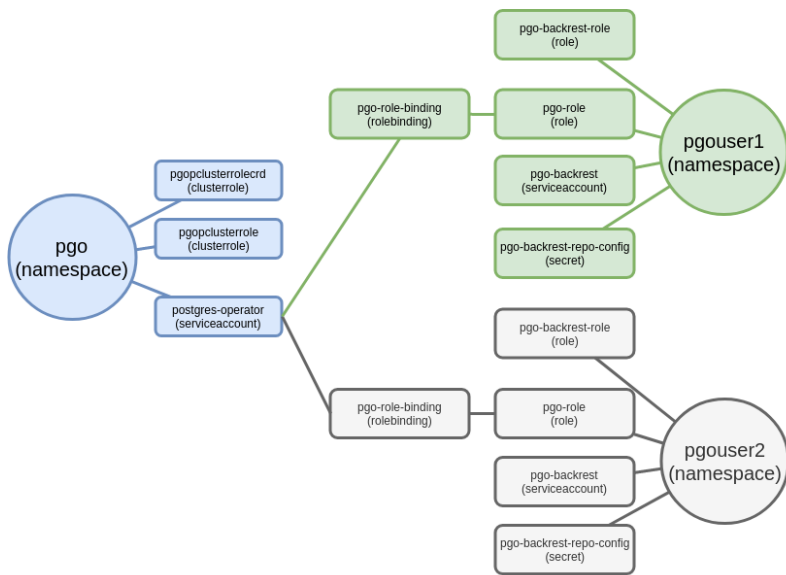 pgo
(namespace)
pgopclusterrolecrd
(clusterrole)
pgopclusterrole
(clusterrole)
postgres-operator
(serviceaccount)
pgo-role-binding
(rolebinding)
pgo-backrest-role
(role)
pgo-role
(role)
pgo-backrest
(serviceaccount)
pgo-backrest-repo-config
(secret)
pgouser1
(namespace)
pgo-role-binding
(rolebinding)
pgo-backrest-role
(role)
pgo-role
(role)
pgo-backrest
(serviceaccount)
pgo-backrest-repo-config
(secret)
pgouser2
(namespace)